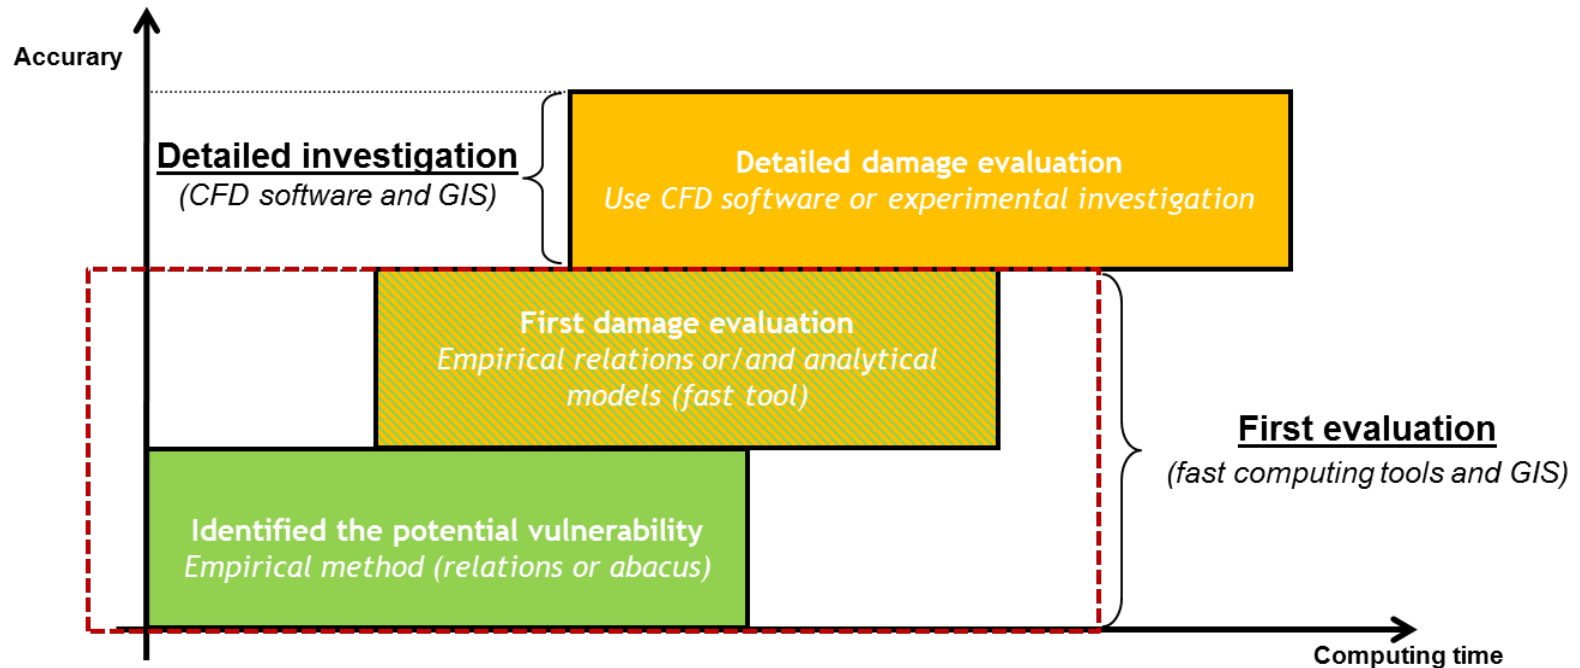 Accurary
Detailed investigation
(CFD software and GIS)
Detailed damage evaluation
Use CFD software or experimental investigation
First damage evaluation
Empirical relations or/and analytical
models (fast tool)
First evaluation
(fast computing tools and GIS)
Identified the potential vulnerability
Empirical method (relations or abacus)
Computing time